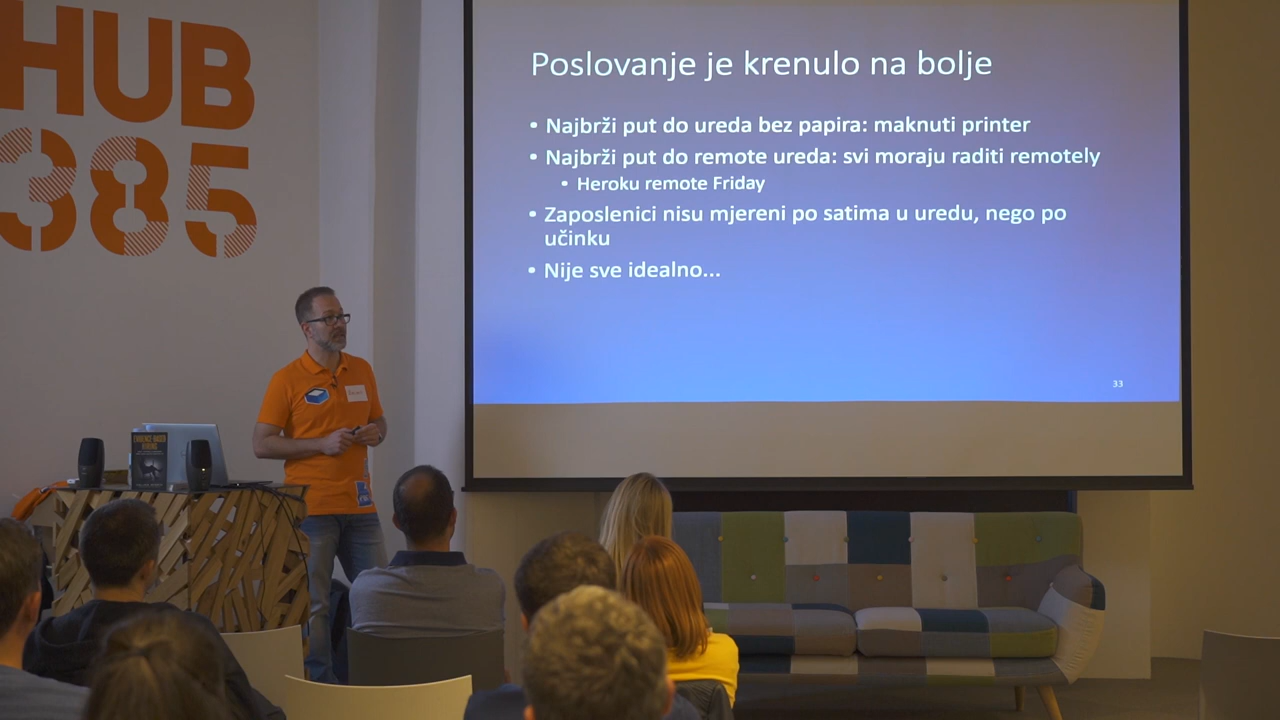 HUB
385
Poslovanje je krenulo na bolje
• Najbrži put do ureda bez papira: maknuti printer
• Najbrži put do remote ureda: svi moraju raditi remotely
• Heroku remote Friday
• Zaposlenici nisu mjereni po satima u uredu, nego po
učinku
• Nije sve idealno...
33
EVIDENCE-BASED